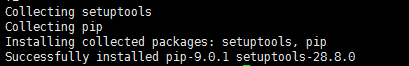 Collecting setuptools
Collecting pip
Installing collected packages: setuptools, pip
Successfully installed pip-9.0.1 setuptools-28.8.0